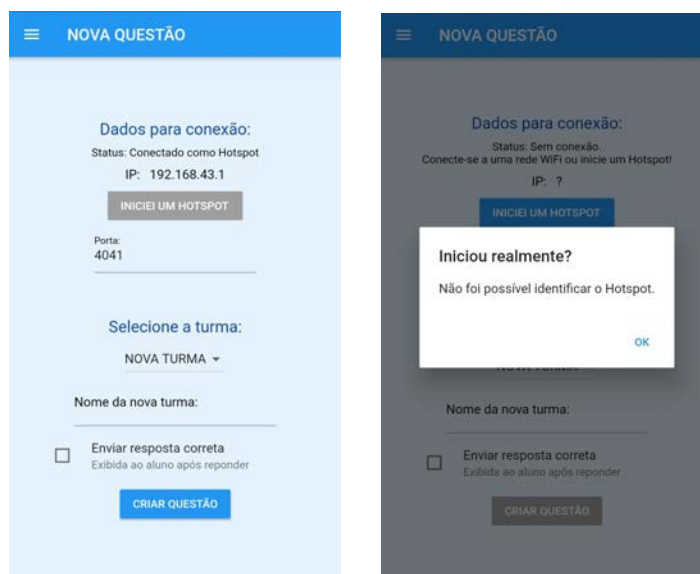 NOVA QUESTÃO
Dados para conexão:
Status: Conectado como Hotspot
IP: 192.168.43.1
INICIEI UM HOTSPOT
Porta:
4041
Selecione a turma:
NOVA TURMA
Nome da nova turma:
Enviar resposta correta
Exibida ao aluno após reponder
CRIAR QUESTÃO
NOVA QUESTÃO
Dados para conexão:
Status: Sem conexão.
Conecte-se a uma rede WiFi ou inicie um Hotspot!
IP: ?
INICIEI UM HOTSPOT
Iniciou realmente?
Não foi possível identificar o Hotspot.
OK
Nome da nova turma:
Enviar resposta correta
Exibida ao aluno após reponder
CRIAR QUESTÃO